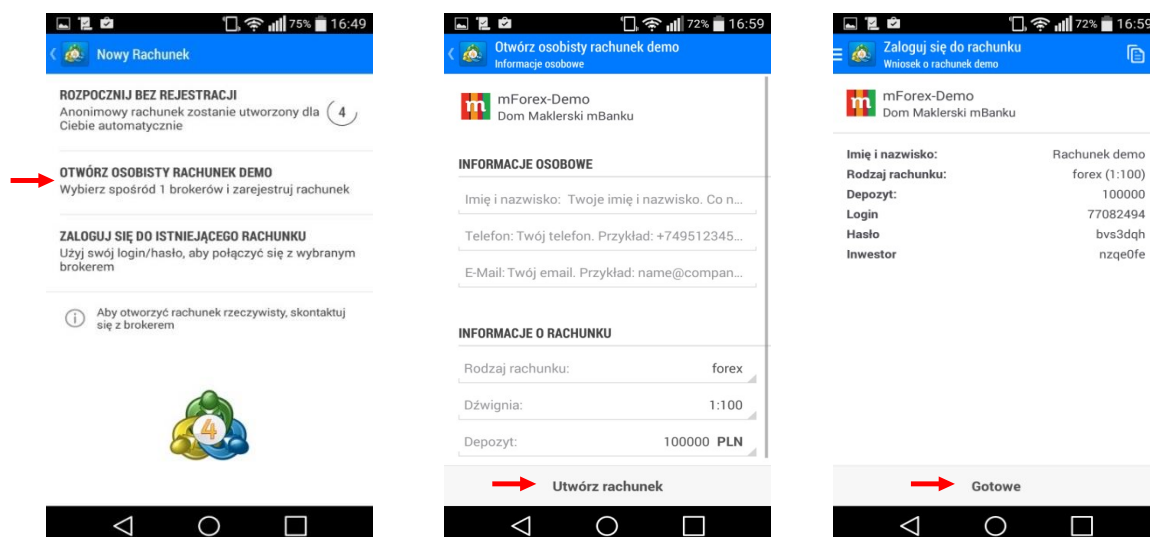 75% 16:49
Nowy Rachunek
ROZPOCZNIJ BEZ REJESTRACJI
Anonimowy rachunek zostanie utworzony dla
Ciebie automatycznie
4
OTWÓRZ OSOBISTY RACHUNEK DEMO
Wybierz spośród 1 brokerów i zarejestruj rachunek
ZALOGUJ SIĘ DO ISTNIEJĄCEGO RACHUNKU
Użyj swój login/hasło, aby połączyć się z wybranym
brokerem
Aby otworzyć rachunek rzeczywisty, skontaktuj
się z brokerem
4
72% 16:59
Otwórz osobisty rachunek demo
Informacje osobowe
m
mForex-Demo
Dom Maklerski mBanku
INFORMACJE OSOBOWE
Imię i nazwisko: Twoje imię i nazwisko. Co n...
Telefon: Twój telefon. Przykład: +749512345...
E-Mail: Twój email. Przykład: name@compan...
INFORMACJE O RACHUNKU
Rodzaj rachunku: forex
Dźwignia: 1:100
Depozyt: 100000 PLN
Utwórz rachunek
72% 16:59
Zaloguj się do rachunku
Wniosek o rachunek demo
m
mForex-Demo
Dom Maklerski mBanku
Imię i nazwisko: Rachunek demo
Rodzaj rachunku: forex (1:100)
Depozyt: 100000
Login 77082494
Hasło bvs3dqh
Inwestor nzqe0fe
Gotowe